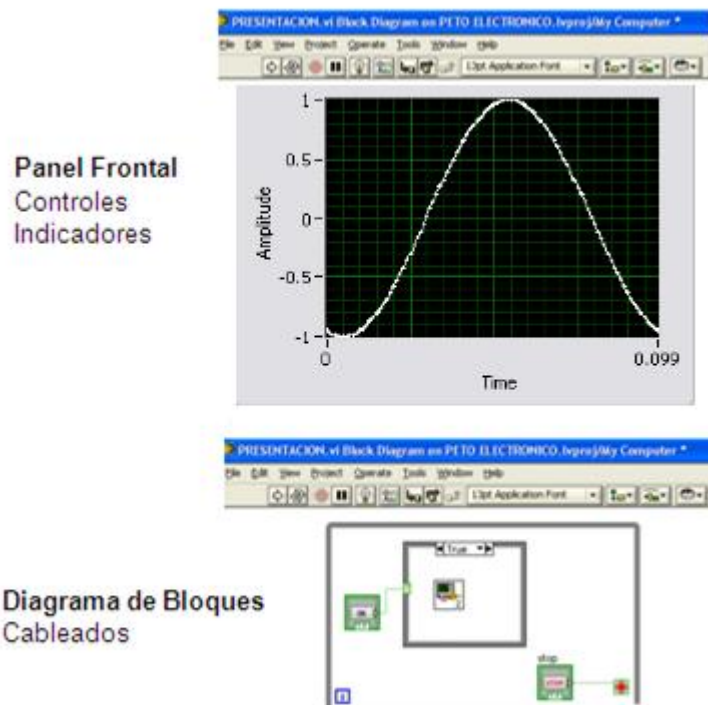 PRESENTACION.vi Block Diagram on PETO ELECTRONICO.lvproj/My Computer *
File Edit View Project Operate Tools Window Help
13pt Application Font
Panel Frontal
Controles
Indicadores
Amplitude
1
0.5
0
-0.5
-1
0
0.099
Time
PRESENTACION.vi Block Diagram on PETO ELECTRONICO.lvproj/My Computer *
File Edit View Project Operate Tools Window Help
13pt Application Font
Diagrama de Bloques
Cableados
True
stop
i